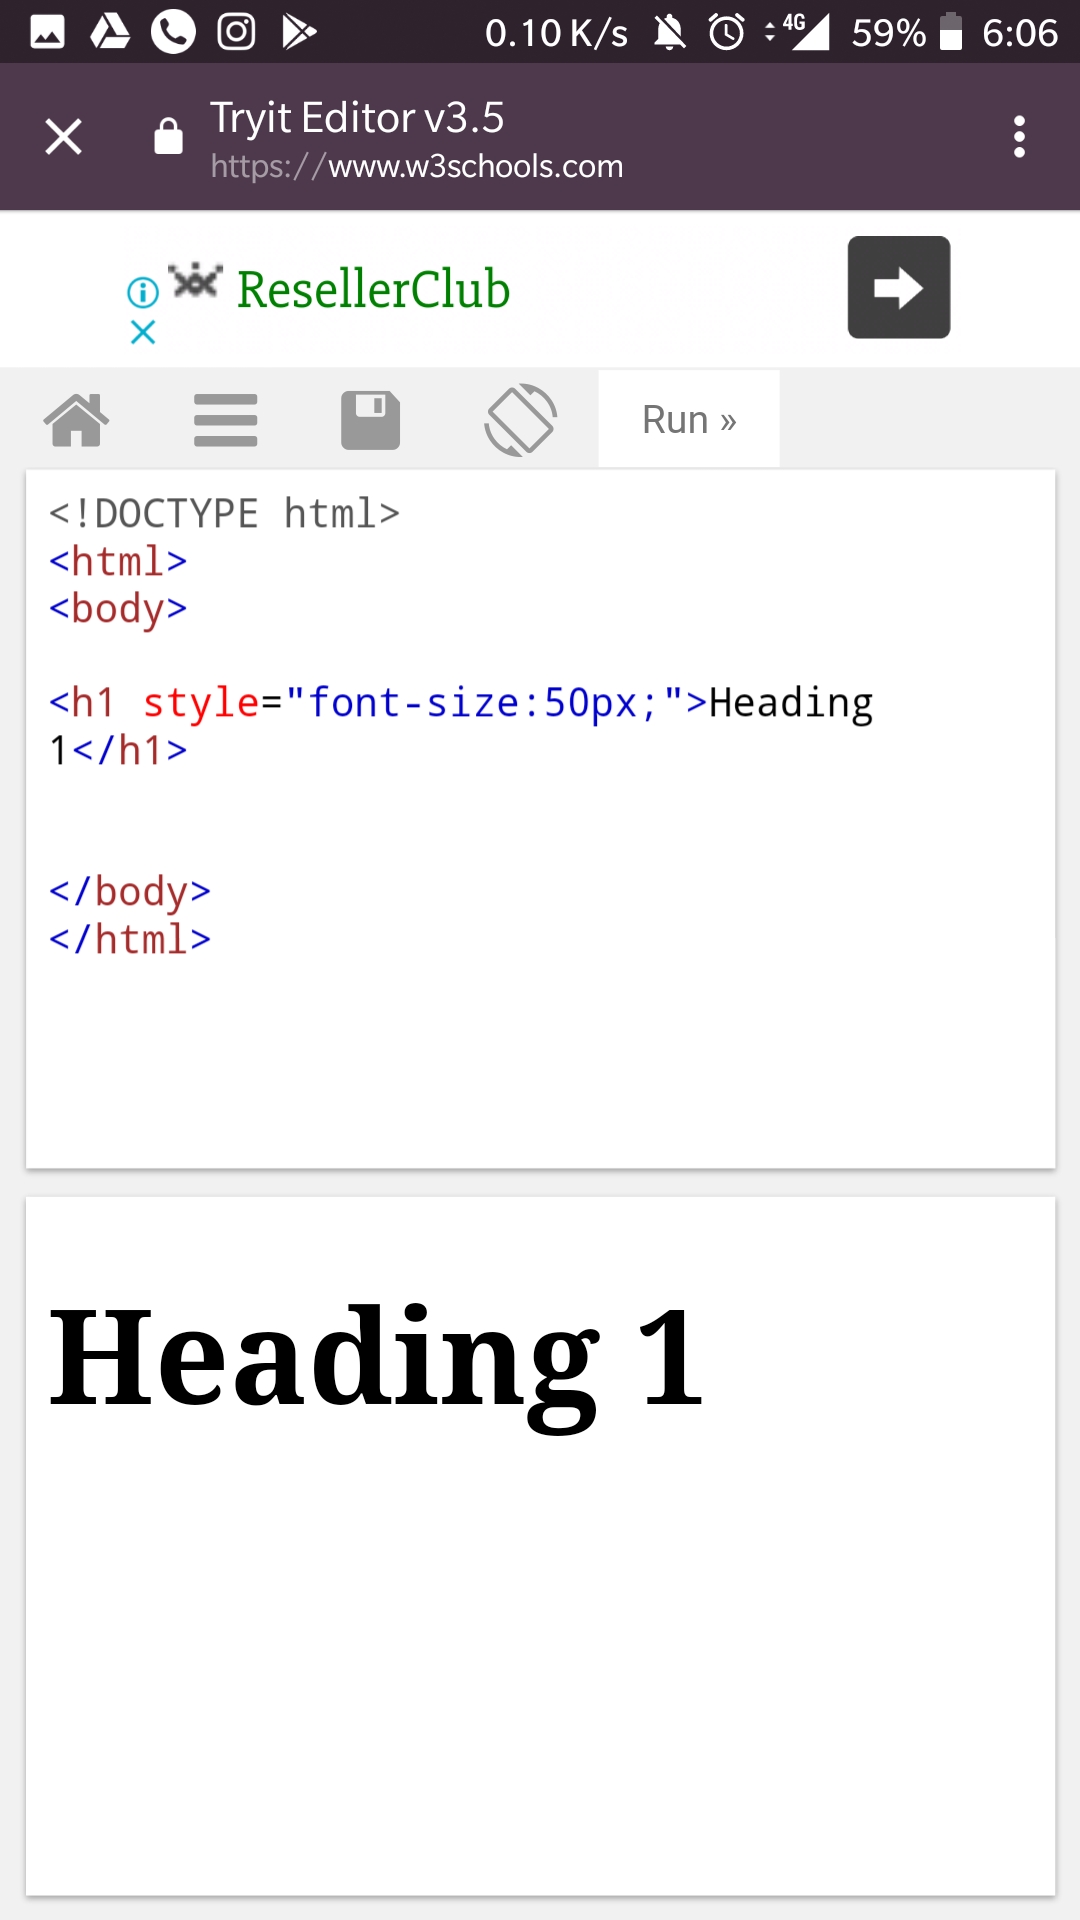 0.10 K/s 4G 59% 6:06
Tryit Editor v3.5
https://www.w3schools.com
ResellerClub
Run »
<!DOCTYPE html>
<html>
<body>
<h1 style="font-size:50px;">Heading
1</h1>
</body>
</html>
Heading 1